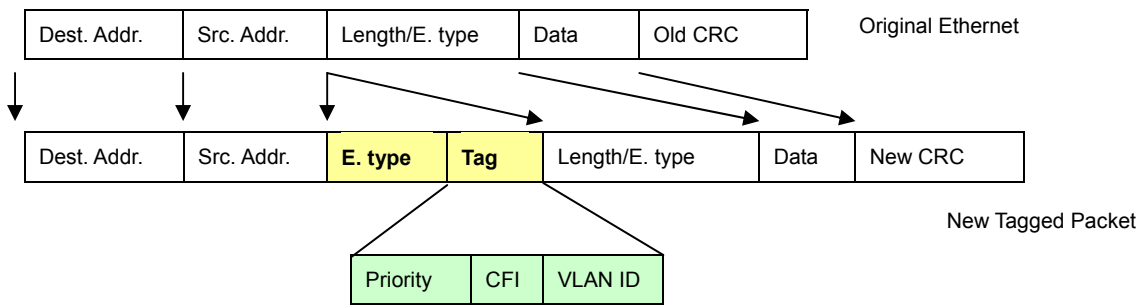 Dest. Addr. Src. Addr. Length/E. type Data Old CRC Original Ethernet
Dest. Addr. Src. Addr. E. type Tag Length/E. type Data New CRC
New Tagged Packet
Priority CFI VLAN ID